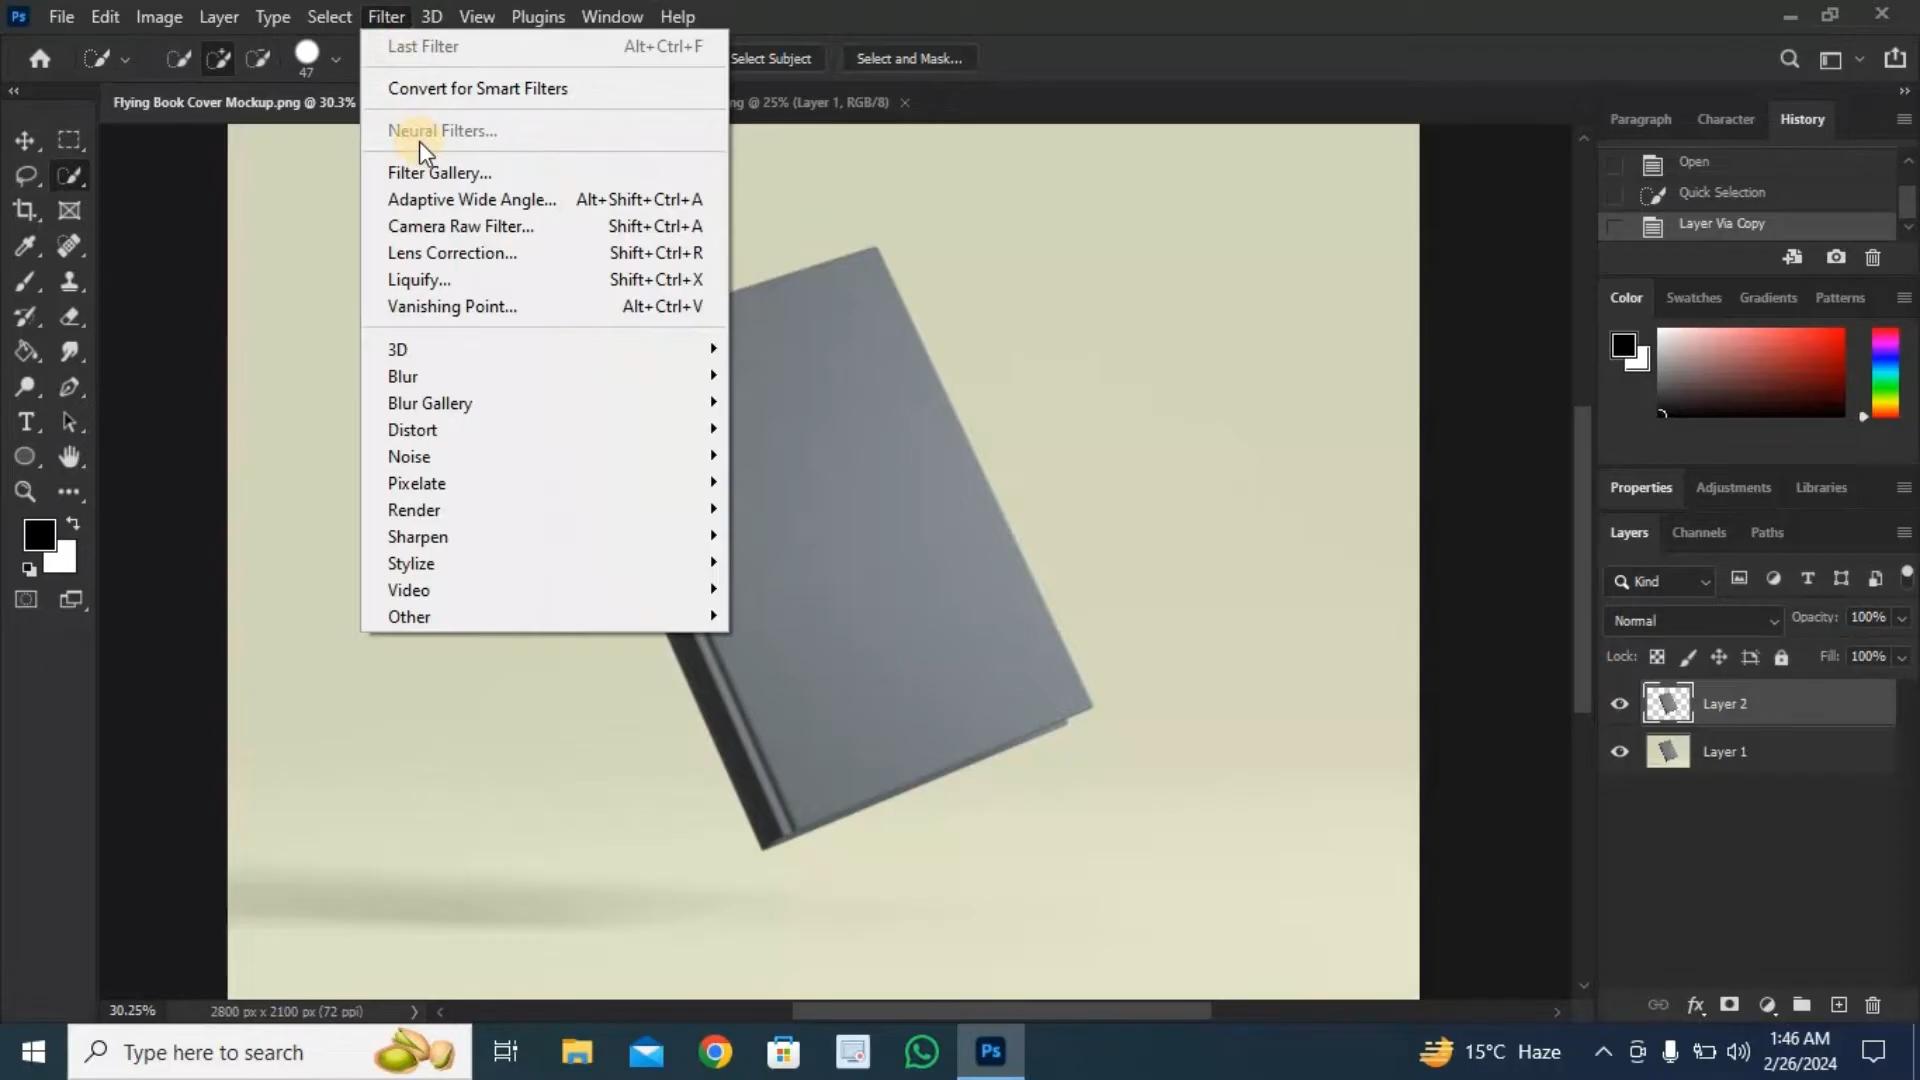 Ps File Edit Image Layer Type Select Filter 3D View Plugins Window Help
47 Select Subject Select and Mask...
Flying Book Cover Mockup.png @ 30.3% ng @ 25% (Layer 1, RGB/8)
Last Filter Alt+Ctrl+F
Convert for Smart Filters
Neural Filters...
Filter Gallery...
Adaptive Wide Angle... Alt+Shift+Ctrl+A
Camera Raw Filter... Shift+Ctrl+A
Lens Correction... Shift+Ctrl+R
Liquify... Shift+Ctrl+X
Vanishing Point... Alt+Ctrl+V
3D
Blur
Blur Gallery
Distort
Noise
Pixelate
Render
Sharpen
Stylize
Video
Other
Paragraph Character History
Open
Quick Selection
Layer Via Copy
Color Swatches Gradients Patterns
Properties Adjustments Libraries
Layers Channels Paths
Kind
Normal Opacity: 100%
Lock: Fill: 100%
Layer 2
Layer 1
fx
30.25% 2800 px x 2100 px (72 ppi)
Type here to search
Ps
15°C Haze
1:46 AM
2/26/2024